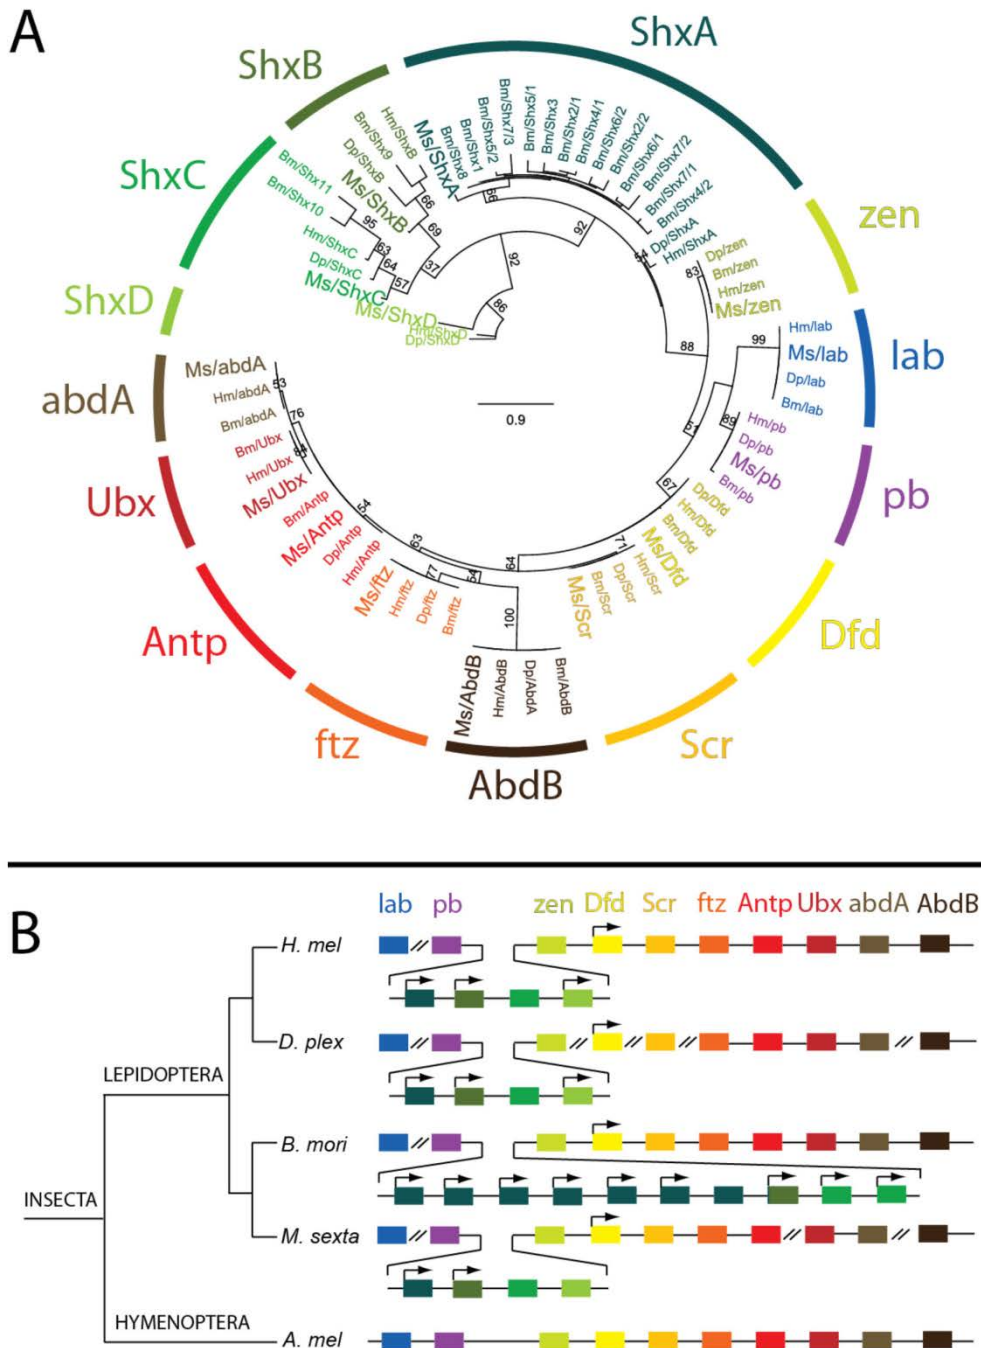 A
ShxA
ShxB
ShxC
ShxD
abdA
Ubx
Antp
ftz
AbdB
Scr
Dfd
pb
lab
zen
Bm/Shx11
Bm/Shx10
Hm/ShxC
Dp/ShxC
Ms/ShxC
Ms/ShxD
Hm/ShxD
Dp/ShxD
Bm/Shx9
Hm/ShxB
Dp/ShxB
Ms/ShxB
Ms/ShxA
Bm/Shx8
Bm/Shx1
Bm/Shx5/2
Bm/Shx7/3
Bm/Shx5/1
Bm/Shx3
Bm/Shx2/1
Bm/Shx4/1
Bm/Shx6/2
Bm/Shx2/2
Bm/Shx6/1
Bm/Shx7/2
Bm/Shx7/1
Bm/Shx4/2
Dp/ShxA
Hm/ShxA
Dp/zen
Bm/zen
Hm/zen
Ms/zen
Hm/lab
Ms/lab
Dp/lab
Bm/lab
Hm/pb
Dp/pb
Ms/pb
Bm/pb
Dp/Dfd
Hm/Dfd
Bm/Dfd
Ms/Dfd
Hm/Scr
Dp/Scr
Bm/Scr
Ms/Scr
Bm/AbdB
Dp/AbdA
Hm/AbdB
Ms/AbdB
Bm/ftz
Dp/ftz
Hm/ftz
Ms/ftz
Hm/Antp
Dp/Antp
Ms/Antp
Bm/Antp
Ms/Ubx
Hm/Ubx
Bm/Ubx
Bm/abdA
Hm/abdA
Ms/abdA
95
63
64
57
37
69
66
66
92
92
86
88
83
99
89
51
67
71
64
100
54
77
63
54
76
53
0.9
B
lab pb zen Dfd Scr ftz Antp Ubx abdA AbdB
H. mel
D. plex
LEPIDOPTERA
B. mori
INSECTA
M. sexta
HYMENOPTERA
A. mel